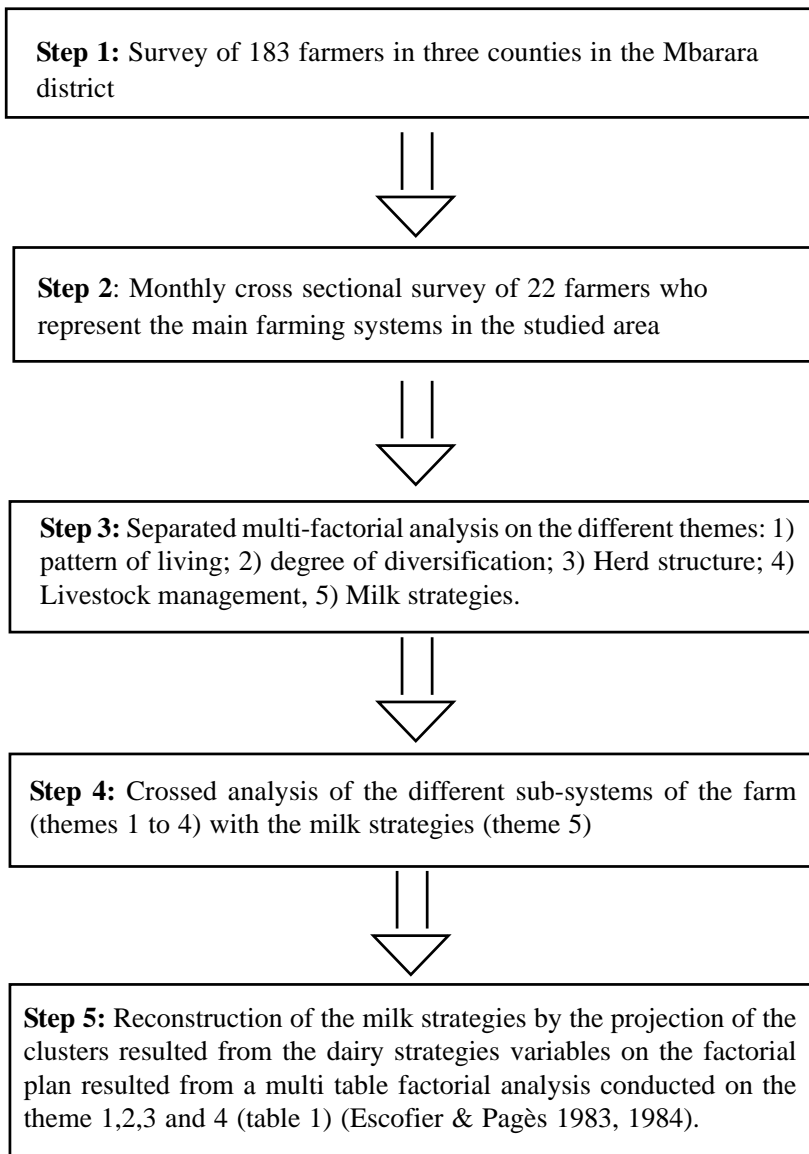 Step 1: Survey of 183 farmers in three counties in the Mbarara
district
Step 2: Monthly cross sectional survey of 22 farmers who
represent the main farming systems in the studied area
Step 3: Separated multi-factorial analysis on the different themes: 1)
pattern of living; 2) degree of diversification; 3) Herd structure; 4)
Livestock management, 5) Milk strategies.
Step 4: Crossed analysis of the different sub-systems of the farm
(themes 1 to 4) with the milk strategies (theme 5)
Step 5: Reconstruction of the milk strategies by the projection of the
clusters resulted from the dairy strategies variables on the factorial
plan resulted from a multi table factorial analysis conducted on the
theme 1,2,3 and 4 (table 1) (Escofier & Pagès 1983, 1984).